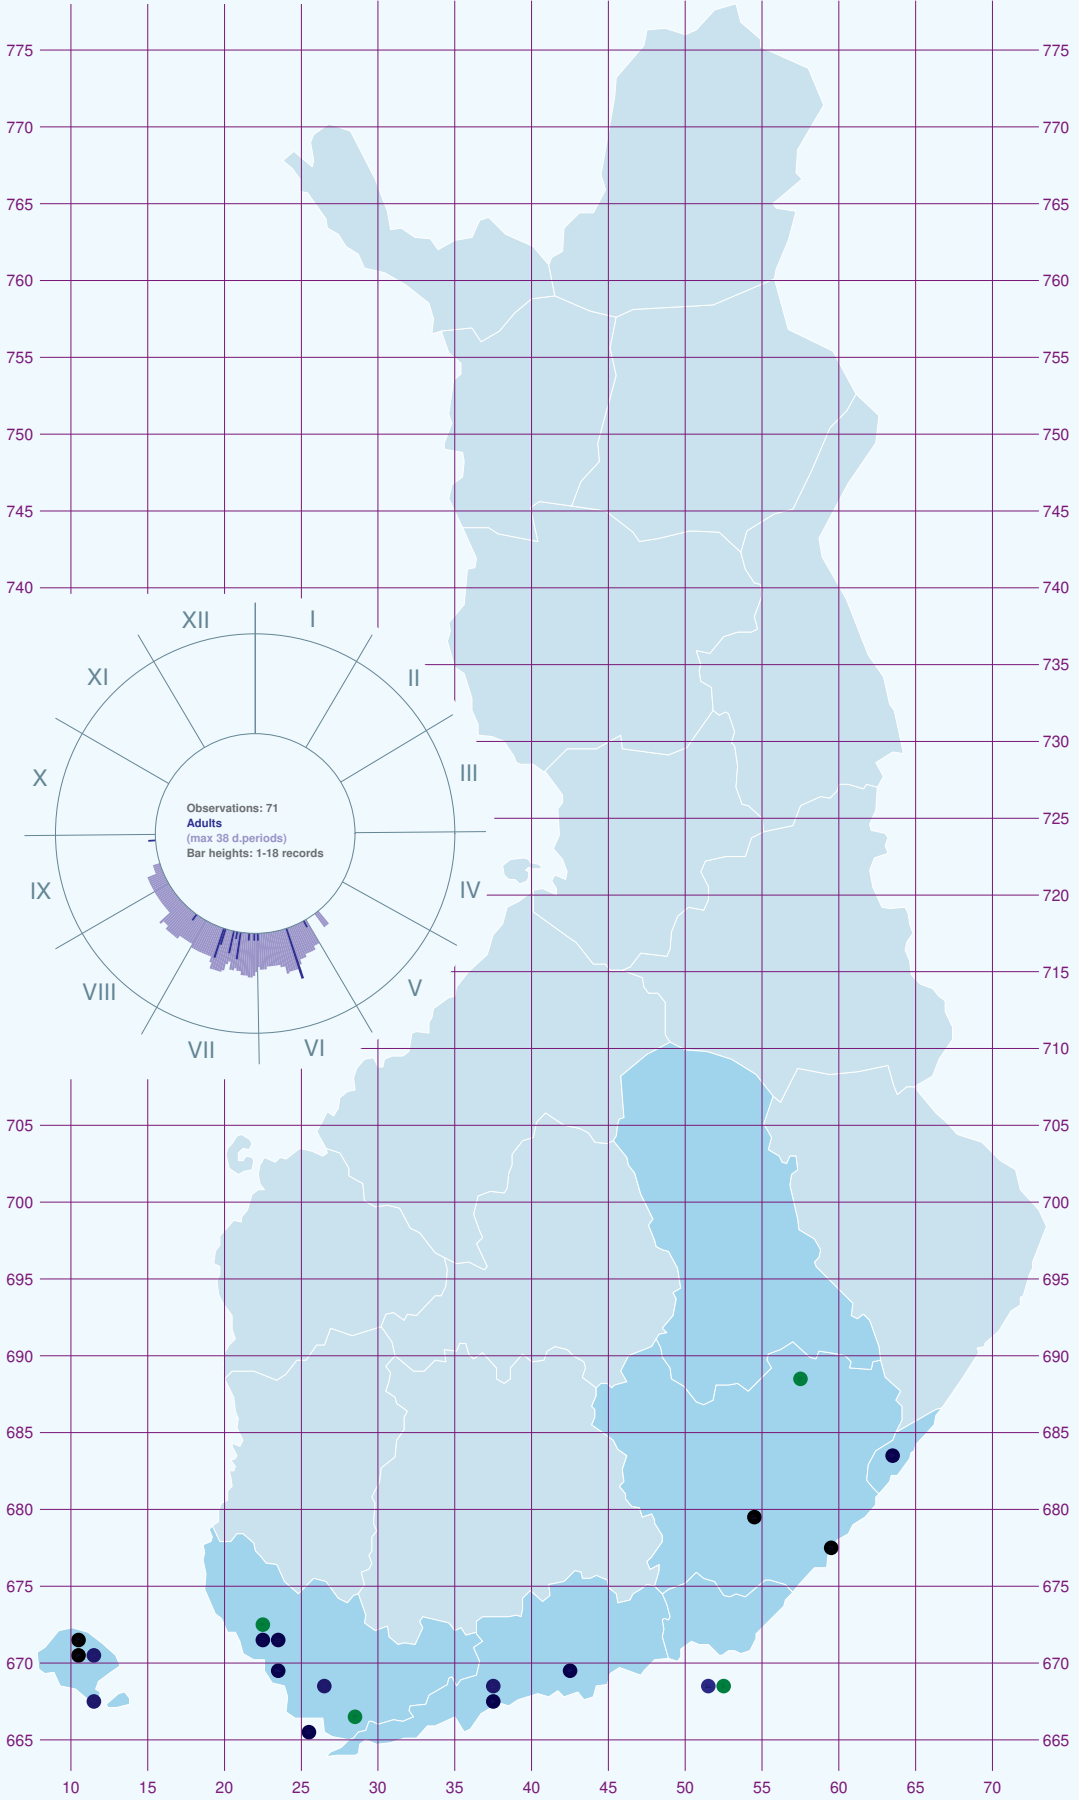 775 775
770 770
765 765
760 760
755 755
750 750
745 745
740 740
735
730
725
720
715
710
705 705
700 700
695 695
690 690
685 685
680 680
675 675
670 670
665 665
10 15 20 25 30 35 40 45 50 55 60 65 70
XII I
XI II
X III
IX IV
VIII V
VII VI
Observations: 71
Adults
(max 38 d.periods)
Bar heights: 1-18 records